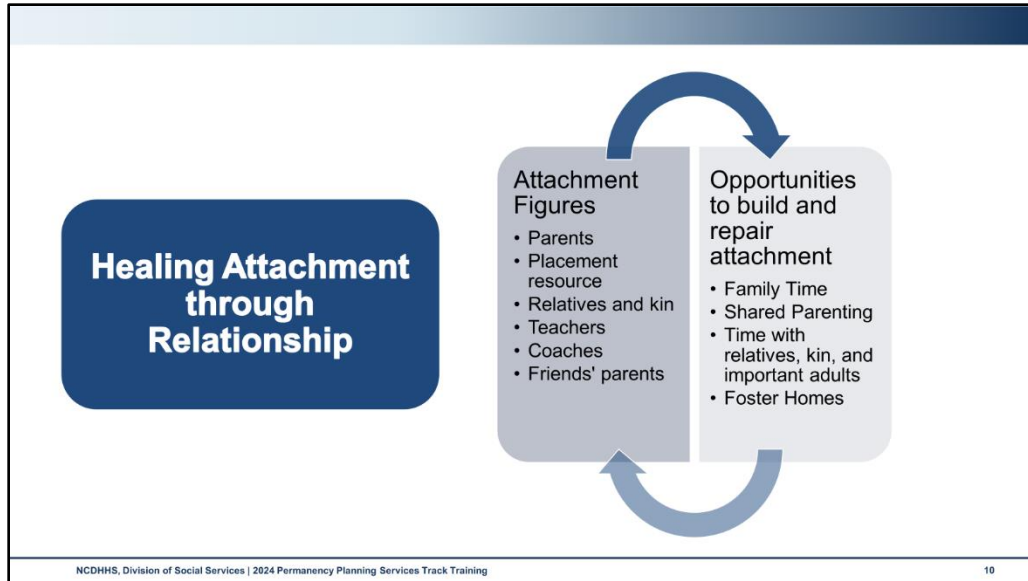 Healing Attachment
through
Relationship
Attachment
Figures
• Parents
• Placement
resource
• Relatives and kin
• Teachers
• Coaches
• Friends' parents
Opportunities
to build and
repair
attachment
• Family Time
• Shared Parenting
• Time with
relatives, kin, and
important adults
• Foster Homes
NCDHHS, Division of Social Services | 2024 Permanency Planning Services Track Training
10